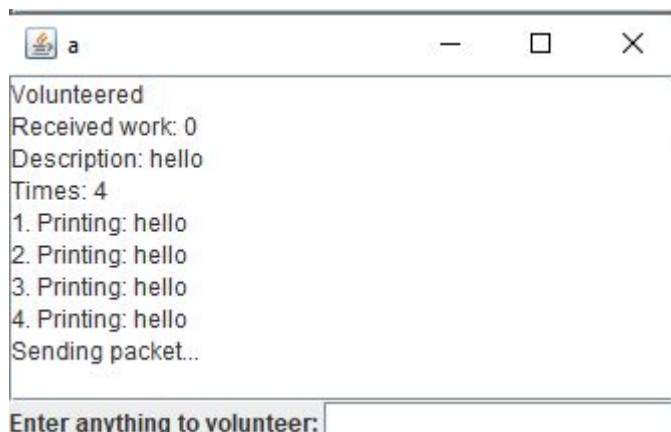 a
Volunteered
Received work: 0
Description: hello
Times: 4
1. Printing: hello
2. Printing: hello
3. Printing: hello
4. Printing: hello
Sending packet...
Enter anything to volunteer: